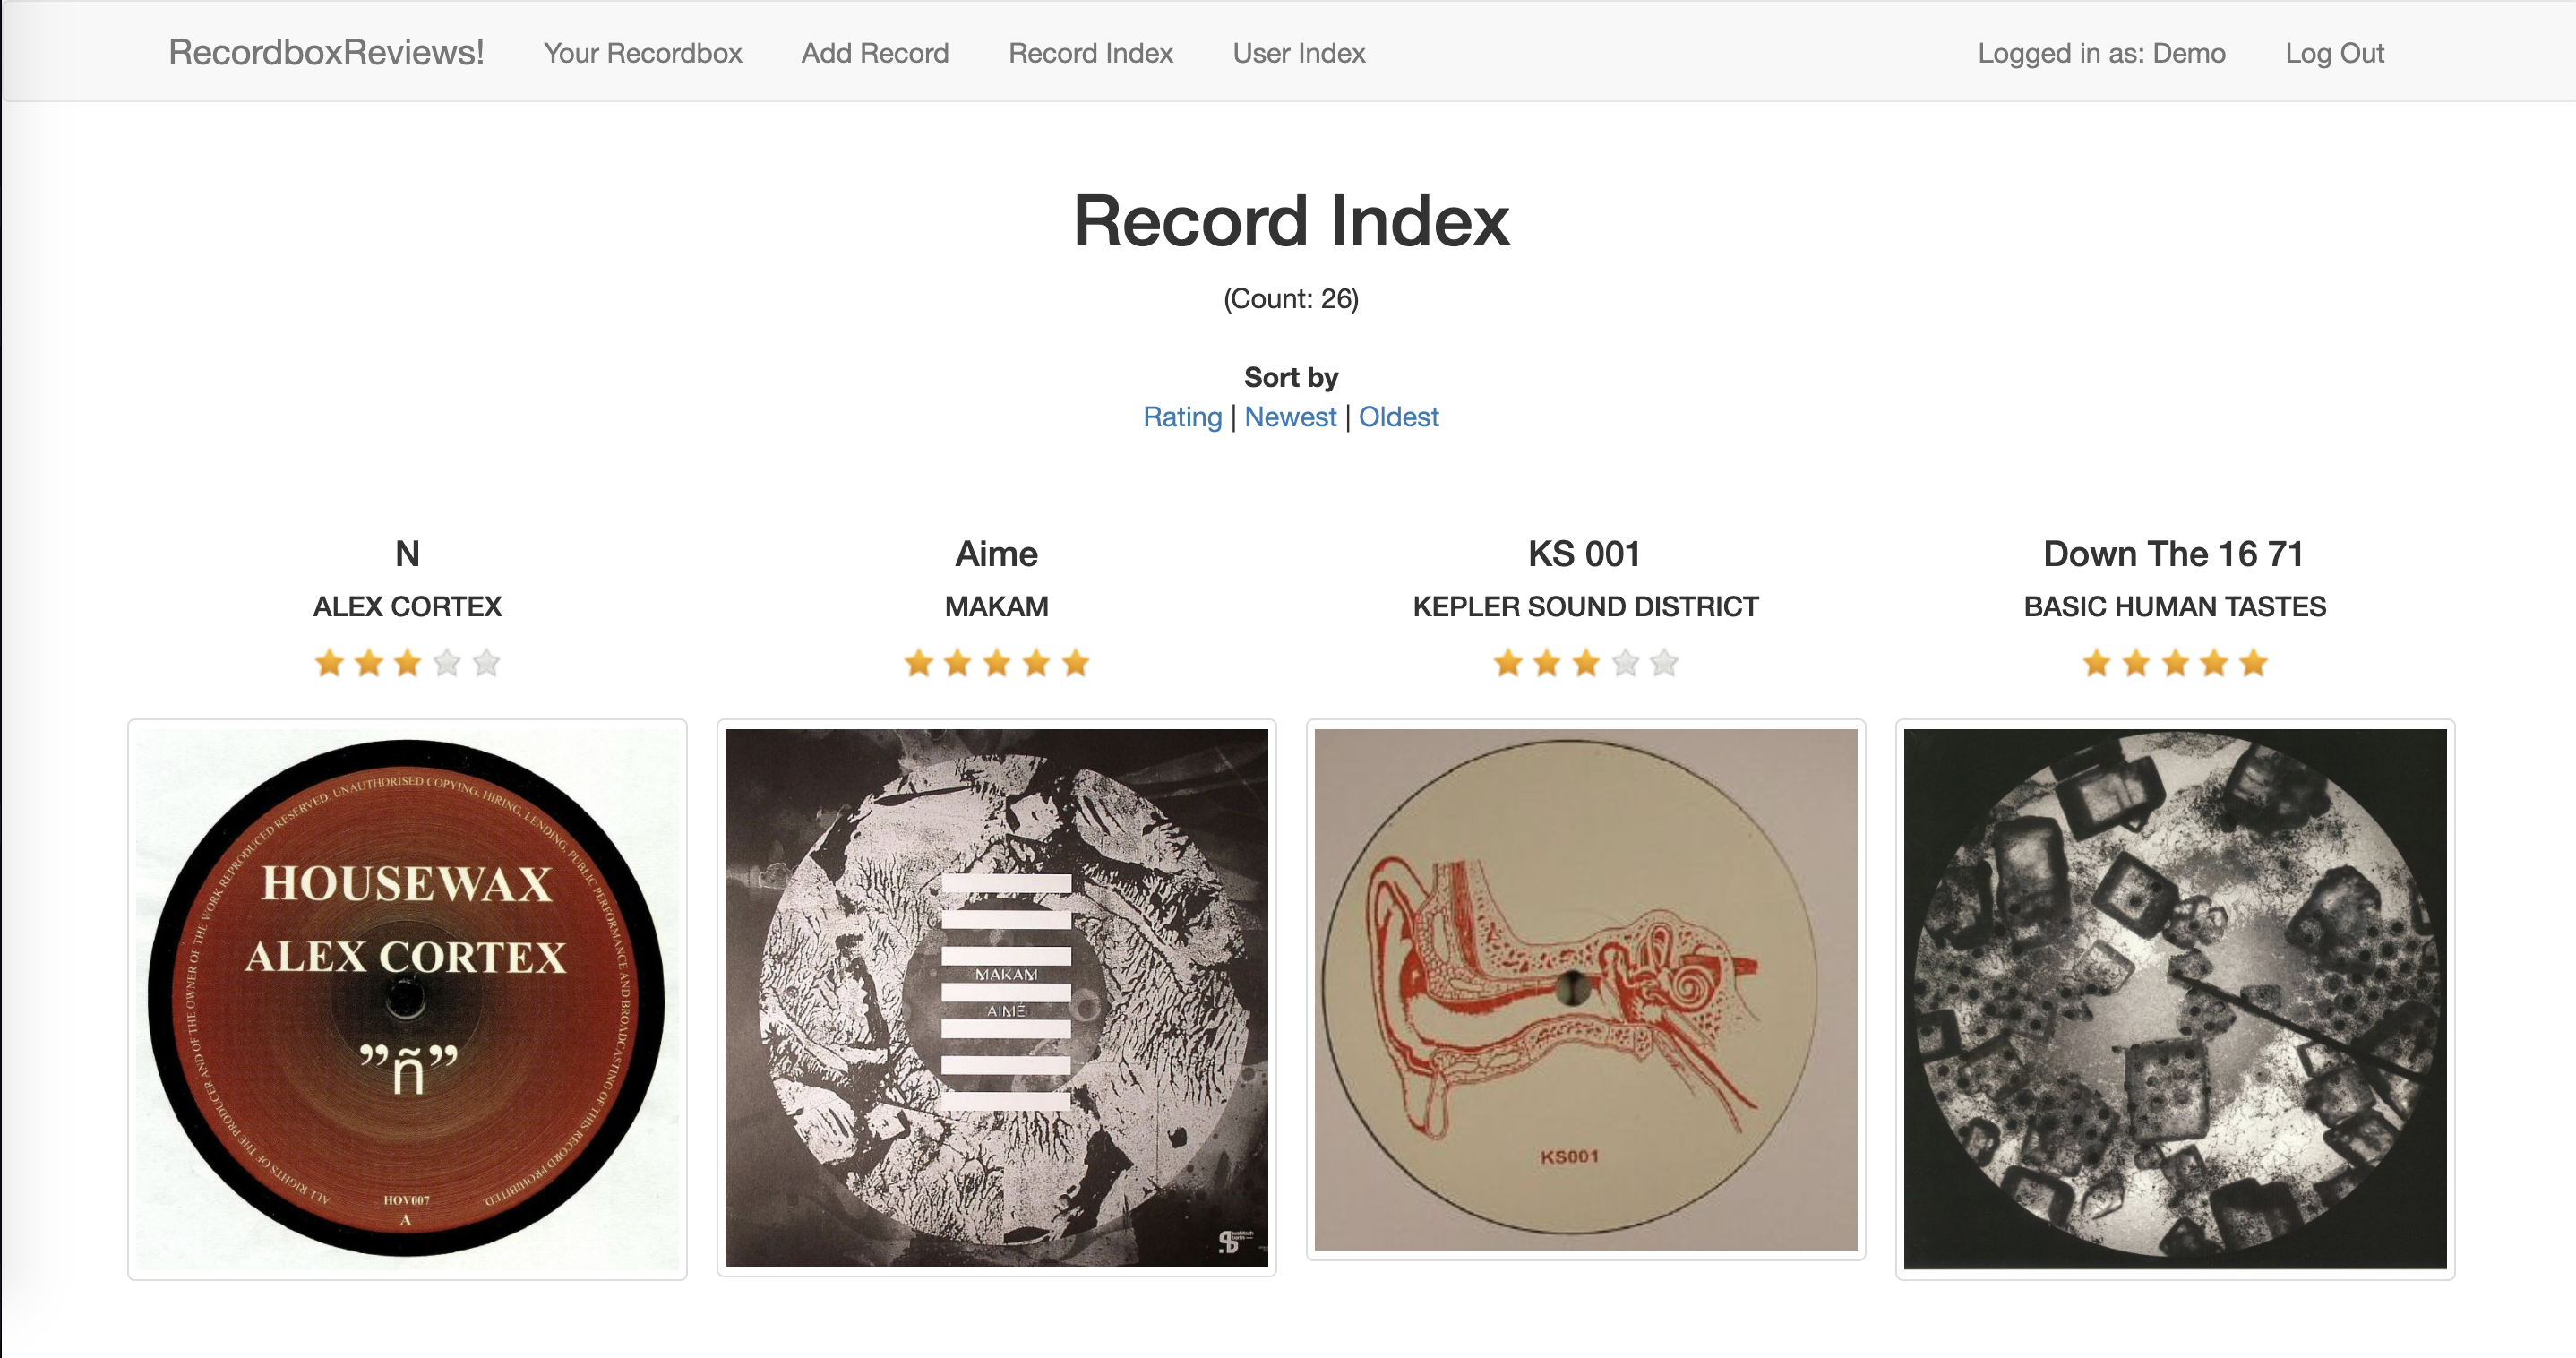 RecordboxReviews! Your Recordbox Add Record Record Index User Index Logged in as: Demo Log Out
Record Index
(Count: 26)
Sort by
Rating | Newest | Oldest
N
ALEX CORTEX
Aime
MAKAM
KS 001
KEPLER SOUND DISTRICT
Down The 16 71
BASIC HUMAN TASTES
ALL RIGHTS OF THE PRODUCER AND OF THE OWNER OF THE WORK REPRODUCED RESERVED. UNAUTHORISED COPYING, HIRING, LENDING, PUBLIC PERFORMANCE AND BROADCASTING OF THIS RECORD PROHIBITED
HOUSEWAX
ALEX CORTEX
”ñ”
HOV007
A
MAKAM
AIMÉ
KS001